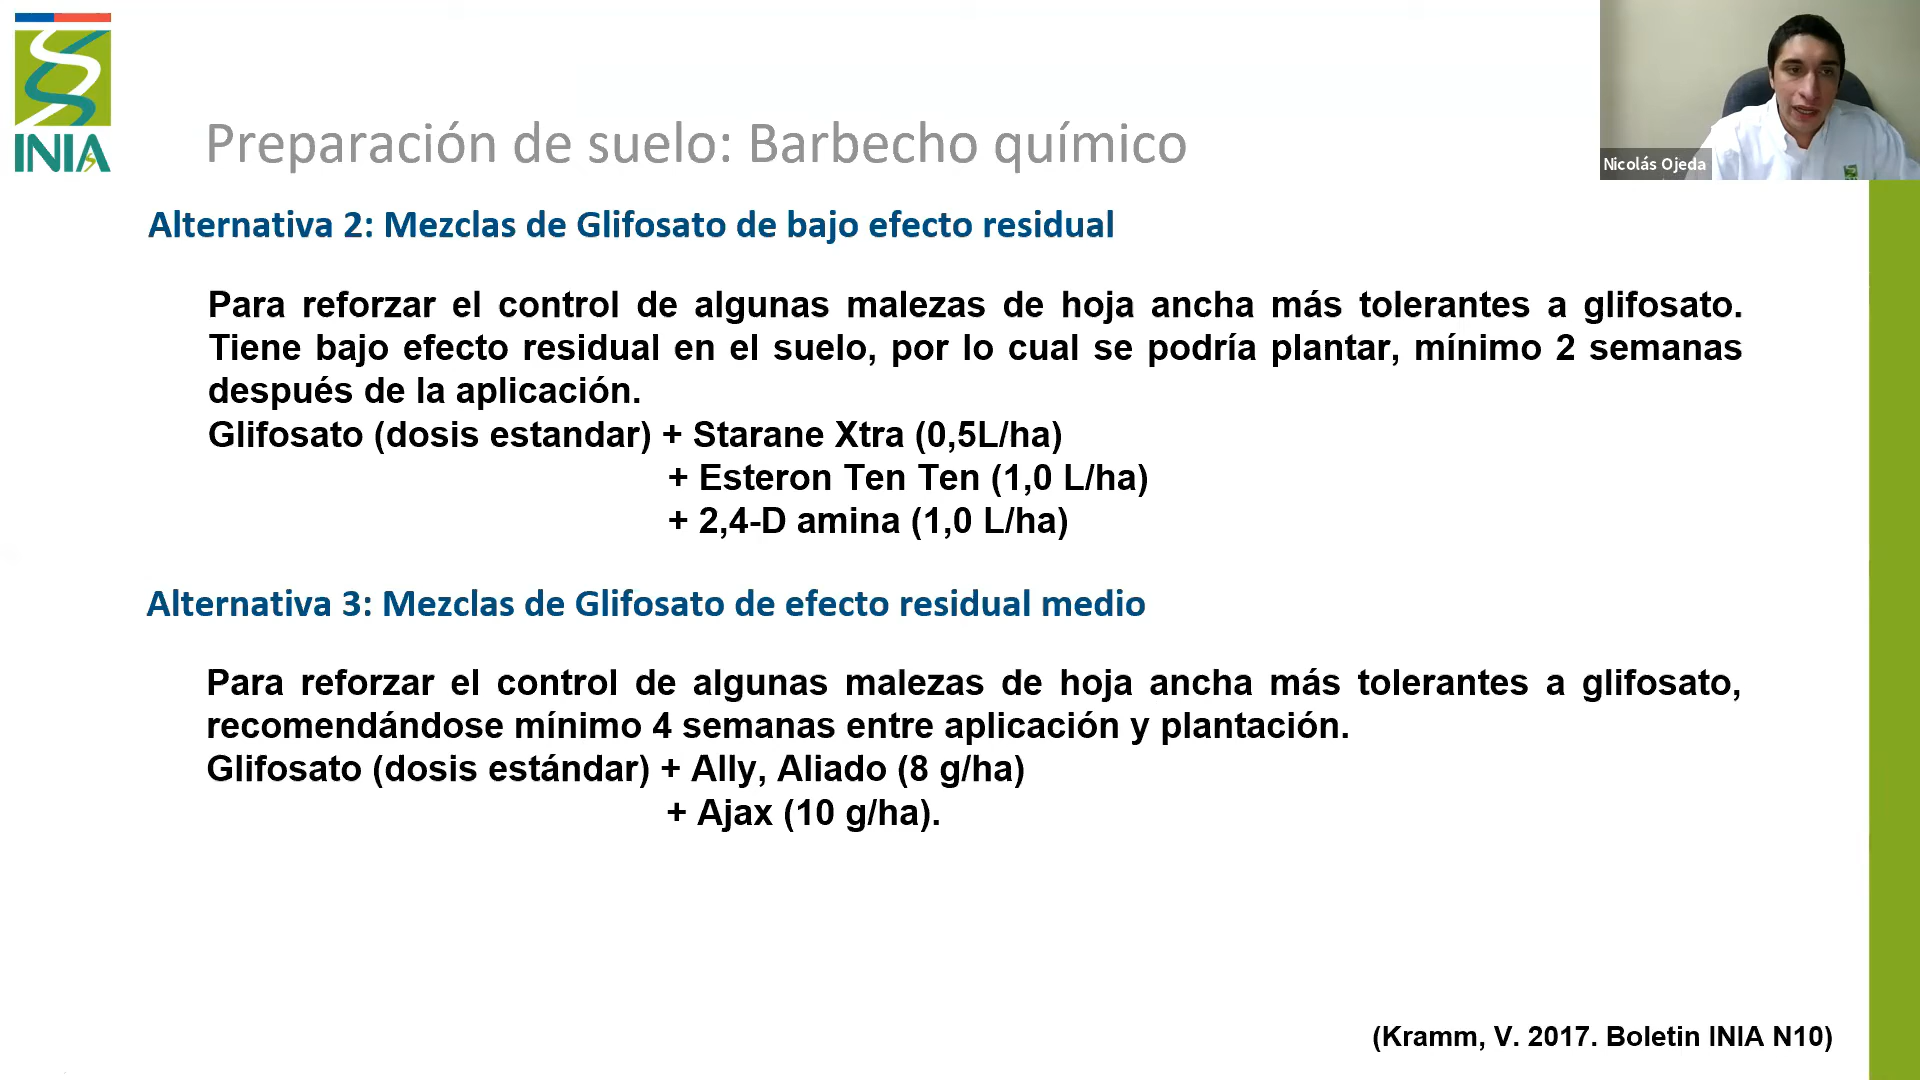 INIA
Nicolás Ojeda
Preparación de suelo: Barbecho químico
Alternativa 2: Mezclas de Glifosato de bajo efecto residual
Para reforzar el control de algunas malezas de hoja ancha más tolerantes a glifosato.
Tiene bajo efecto residual en el suelo, por lo cual se podría plantar, mínimo 2 semanas
después de la aplicación.
Glifosato (dosis estandar) + Starane Xtra (0,5L/ha)
+ Esteron Ten Ten (1,0 L/ha)
+ 2,4-D amina (1,0 L/ha)
Alternativa 3: Mezclas de Glifosato de efecto residual medio
Para reforzar el control de algunas malezas de hoja ancha más tolerantes a glifosato,
recomendándose mínimo 4 semanas entre aplicación y plantación.
Glifosato (dosis estándar) + Ally, Aliado (8 g/ha)
+ Ajax (10 g/ha).
(Kramm, V. 2017. Boletin INIA N10)